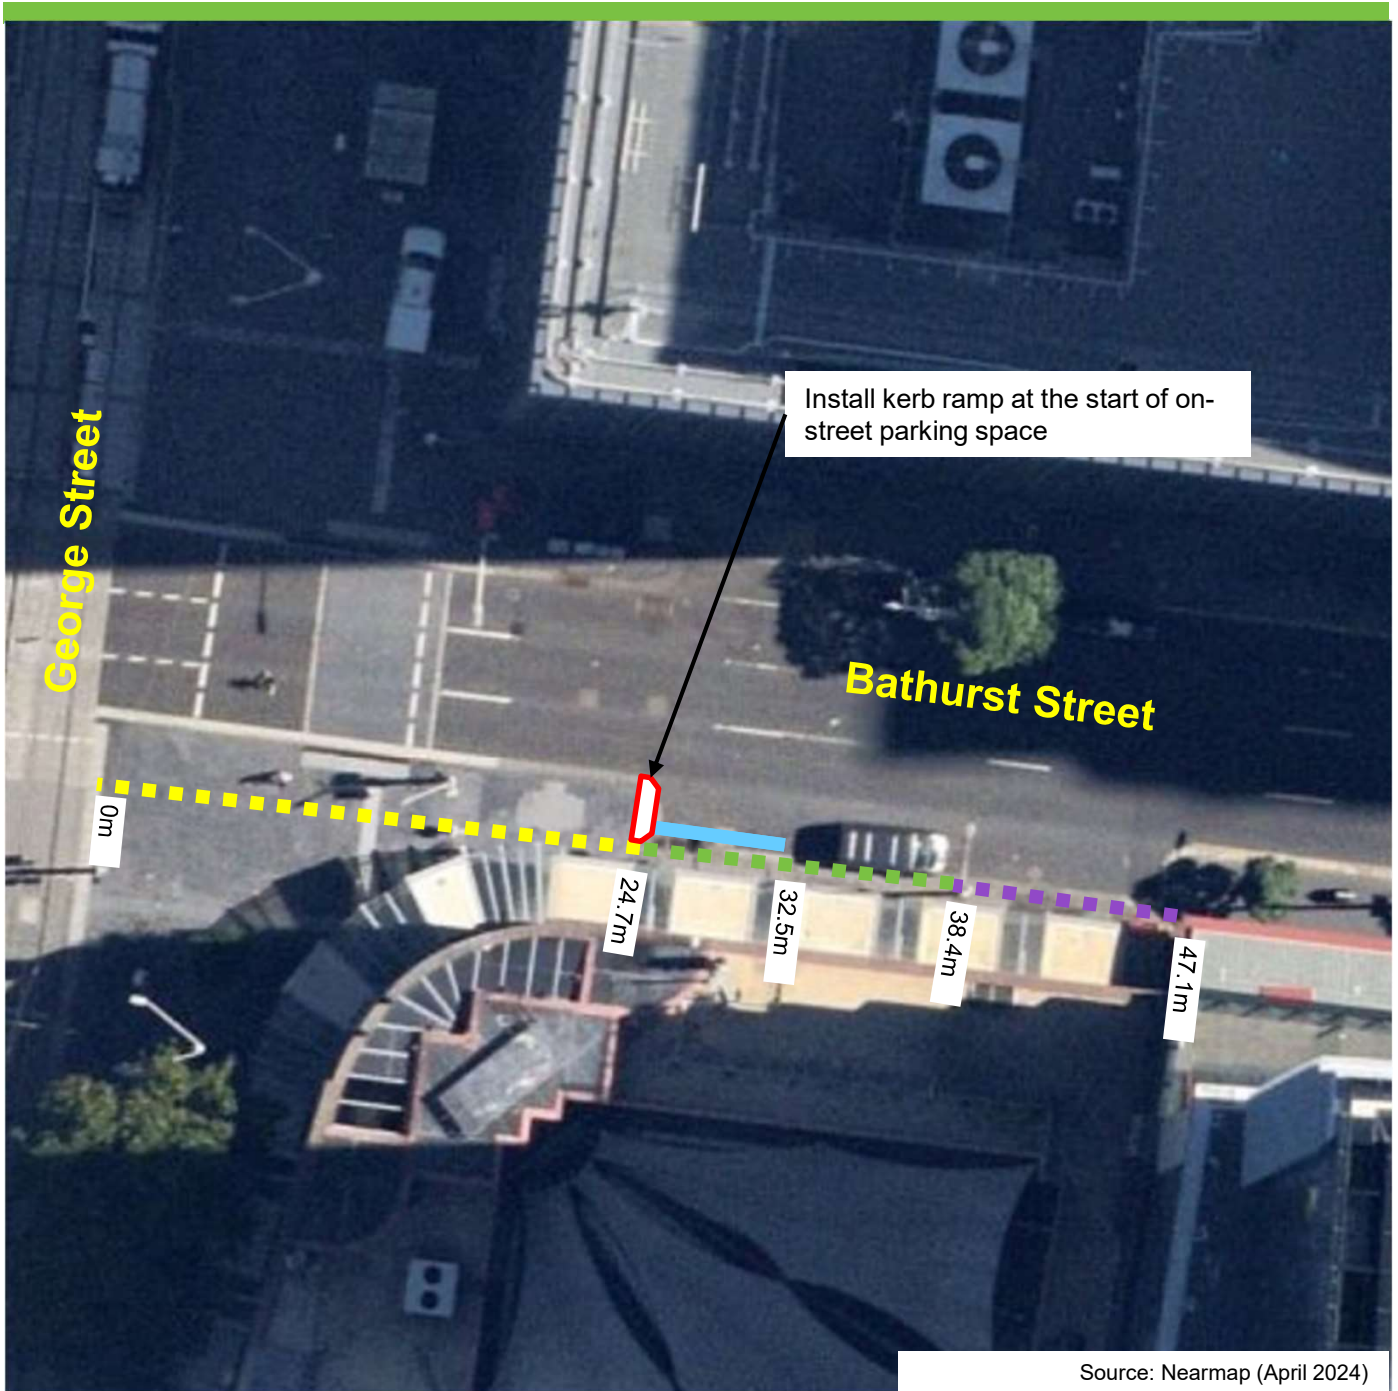 Install kerb ramp at the start of on-
street parking space
George Street
Bathurst Street
0m
24.7m
32.5m
38.4m
47.1m
Source: Nearmap (April 2024)